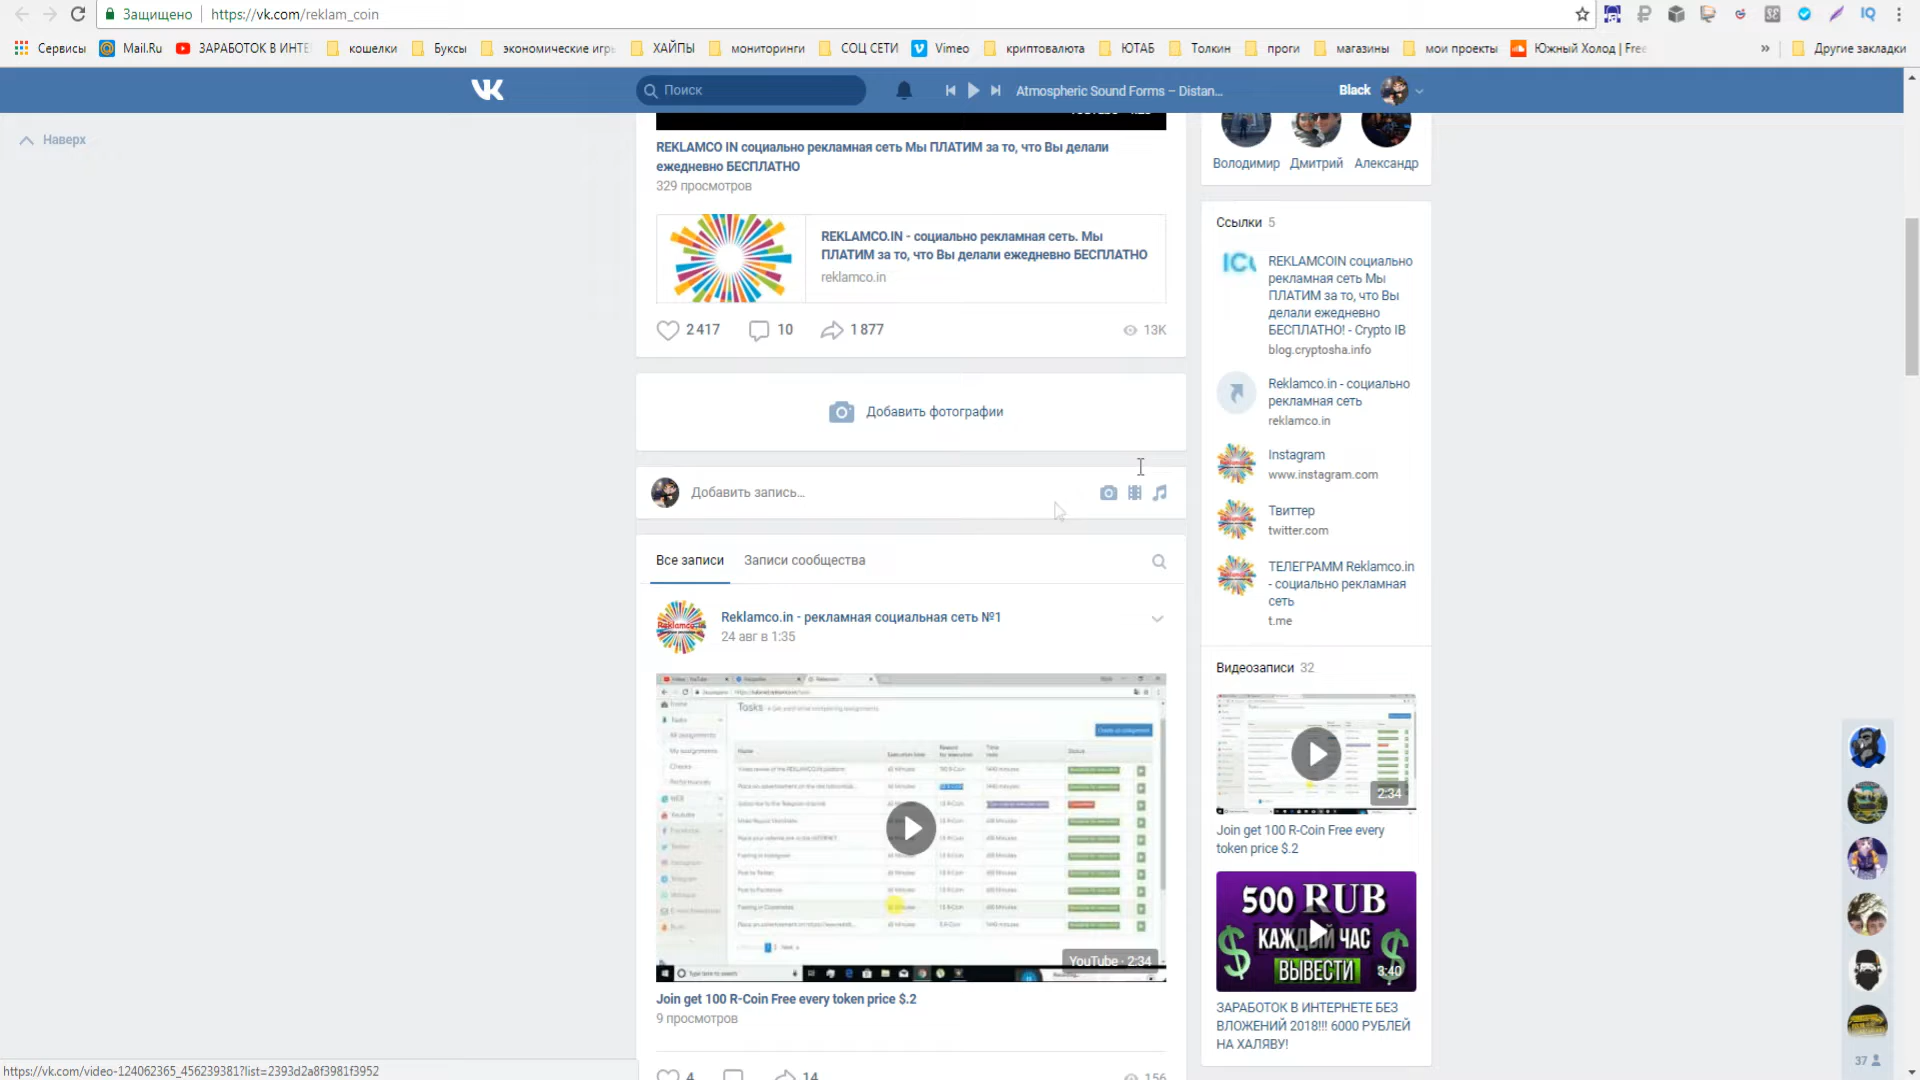 Защищено
https://vk.com/reklam_coin
Сервисы
Mail.Ru
ЗАРАБОТОК В ИНТЕ
кошелки
Буксы
экономические игры
ХАЙПЫ
мониторинги
СОЦ СЕТИ
Vimeo
криптовалюта
ЮТАБ
Толкин
проги
магазины
мои проекты
Южный Холод | Free
»
Другие закладки
Поиск
Atmospheric Sound Forms – Distan...
Black
Наверх
REKLAMCO IN социально рекламная сеть Мы ПЛАТИМ за то, что Вы делали
ежедневно БЕСПЛАТНО
329 просмотров
REKLAMCO.IN - социально рекламная сеть. Мы
ПЛАТИМ за то, что Вы делали ежедневно БЕСПЛАТНО
reklamco.in
2 417
10
1 877
13K
Добавить фотографии
Добавить запись...
Все записи
Записи сообщества
Reklamco.in - рекламная социальная сеть №1
24 авг в 1:35
Tasks
YouTube · 2:34
Join get 100 R-Coin Free every token price $.2
9 просмотров
4
14
156
Володимир
Дмитрий
Александр
Ссылки 5
REKLAMCOIN социально
рекламная сеть Мы
ПЛАТИМ за то, что Вы
делали ежедневно
БЕСПЛАТНО! - Crypto IB
blog.cryptosha.info
Reklamco.in - социально
рекламная сеть
reklamco.in
Instagram
www.instagram.com
Твиттер
twitter.com
ТЕЛЕГРАММ Reklamco.in
- социально рекламная
сеть
t.me
Видеозаписи 32
2:34
Join get 100 R-Coin Free every
token price $.2
500 RUB
КАЖДЫЙ ЧАС
ВЫВЕСТИ
3:40
ЗАРАБОТОК В ИНТЕРНЕТЕ БЕЗ
ВЛОЖЕНИЙ 2018!!! 6000 РУБЛЕЙ
НА ХАЛЯВУ!
37
https://vk.com/video-124062365_456239381?list=2393d2a8f3981f3952